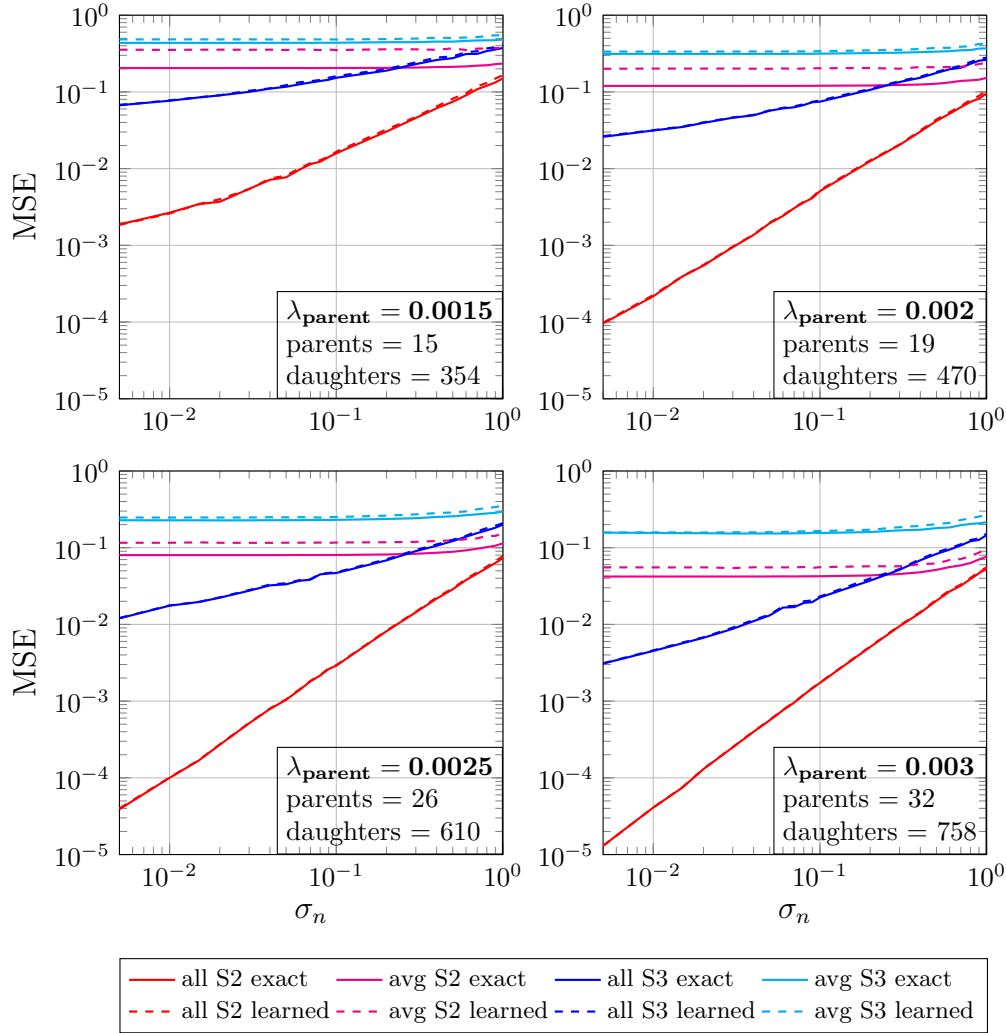 10^0
10^−1
10^−2
10^−3
10^−4
10^−5
MSE
λ_parent = 0.0015
parents = 15
daughters = 354
10^−2 10^−1 10^0
10^0
10^−1
10^−2
10^−3
10^−4
10^−5
λ_parent = 0.002
parents = 19
daughters = 470
10^−2 10^−1 10^0
10^0
10^−1
10^−2
10^−3
10^−4
10^−5
MSE
λ_parent = 0.0025
parents = 26
daughters = 610
10^−2 10^−1 10^0
σ_n
10^0
10^−1
10^−2
10^−3
10^−4
10^−5
λ_parent = 0.003
parents = 32
daughters = 758
10^−2 10^−1 10^0
σ_n
all S2 exact avg S2 exact all S3 exact avg S3 exact
all S2 learned avg S2 learned all S3 learned avg S3 learned